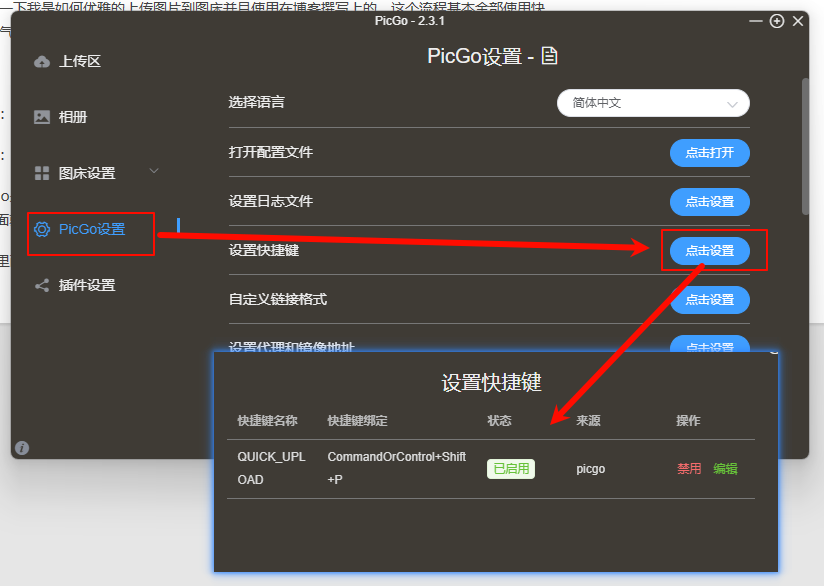 一下我是如何优雅的上传图片到图床并且使用在博客撰写上的，这个流程基本全部使用快
PicGo - 2.3.1
气
上传区
PicGo设置 -
选择语言
简体中文
相册
打开配置文件
点击打开
图床设置
设置日志文件
点击设置
PicGo设置
设置快捷键
点击设置
插件设置
自定义链接格式
点击设置
设置代理和镜像地址
点击设置
设置快捷键
快捷键名称 快捷键绑定 状态 来源 操作
QUICK_UPL
OAD
CommandOrControl+Shift
+P
已启用
picgo
禁用 编辑